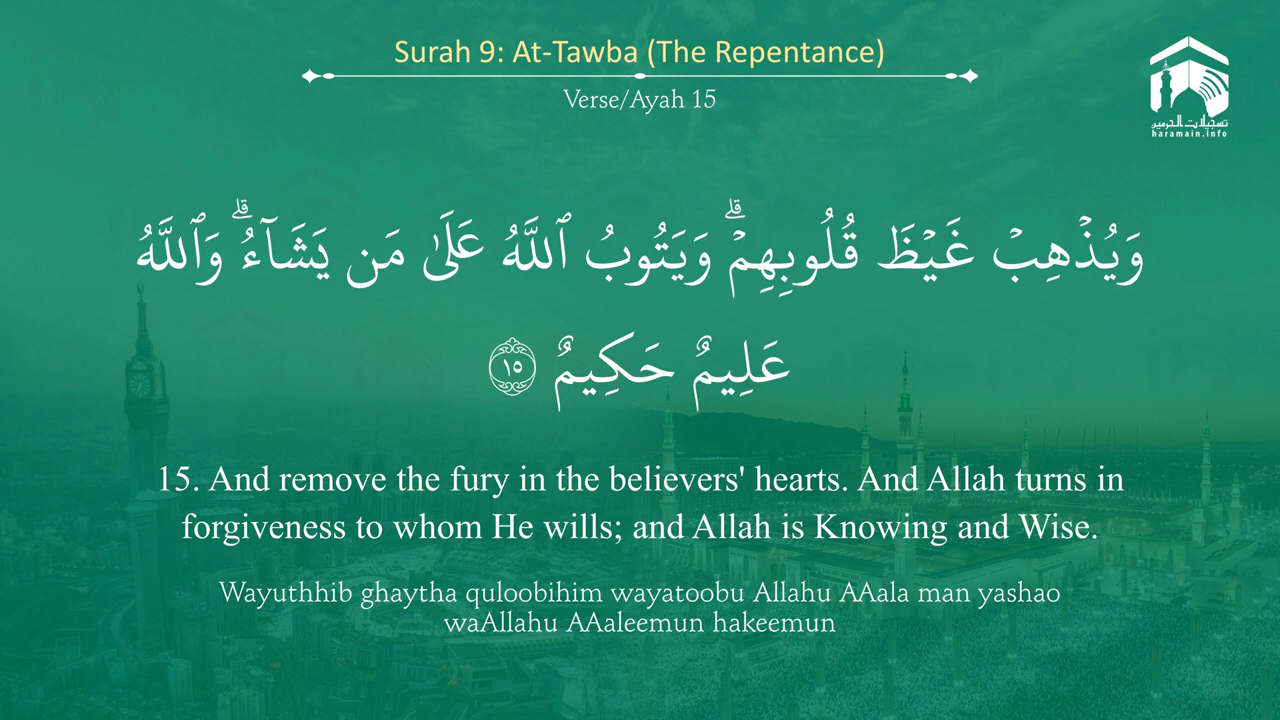 Surah 9: At-Tawba (The Repentance)
Verse/Ayah 15
تسجيلات الحرمين
haramain.info
وَيُذْهِبْ غَيْظَ قُلُوبِهِمْ ۗ وَيَتُوبُ ٱللَّهُ عَلَىٰ مَن يَشَآءُ ۗ وَٱللَّهُ
عَلِيمٌ حَكِيمٌ ١٥
15. And remove the fury in the believers' hearts. And Allah turns in
forgiveness to whom He wills; and Allah is Knowing and Wise.
Wayuthhib ghaytha quloobihim wayatoobu Allahu AAala man yashao
waAllahu AAaleemun hakeemun